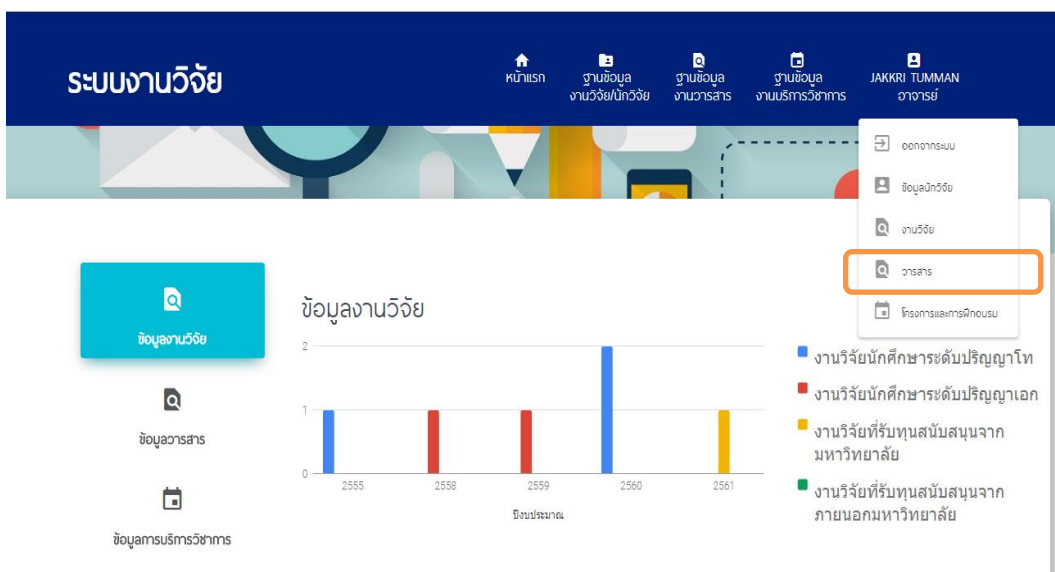 ระบบงานวิจัย
หน้าแรก
ฐานข้อมูล
งานวิจัย/นักวิจัย
ฐานข้อมูล
งานวารสาร
ฐานข้อมูล
งานบริการวิชาการ
JAKKRI TUMMAN
อาจารย์
ออกจากระบบ
ข้อมูลนักวิจัย
งานวิจัย
วารสาร
โครงการและการฝึกอบรม
ข้อมูลงานวิจัย
ข้อมูลวารสาร
ข้อมูลการบริการวิชาการ
ข้อมูลงานวิจัย
2
1
0
2555
2558
2559
2560
2561
ปีงบประมาณ
งานวิจัยนักศึกษาระดับปริญญาโท
งานวิจัยนักศึกษาระดับปริญญาเอก
งานวิจัยที่รับทุนสนับสนุนจาก
มหาวิทยาลัย
งานวิจัยที่รับทุนสนับสนุนจาก
ภายนอกมหาวิทยาลัย